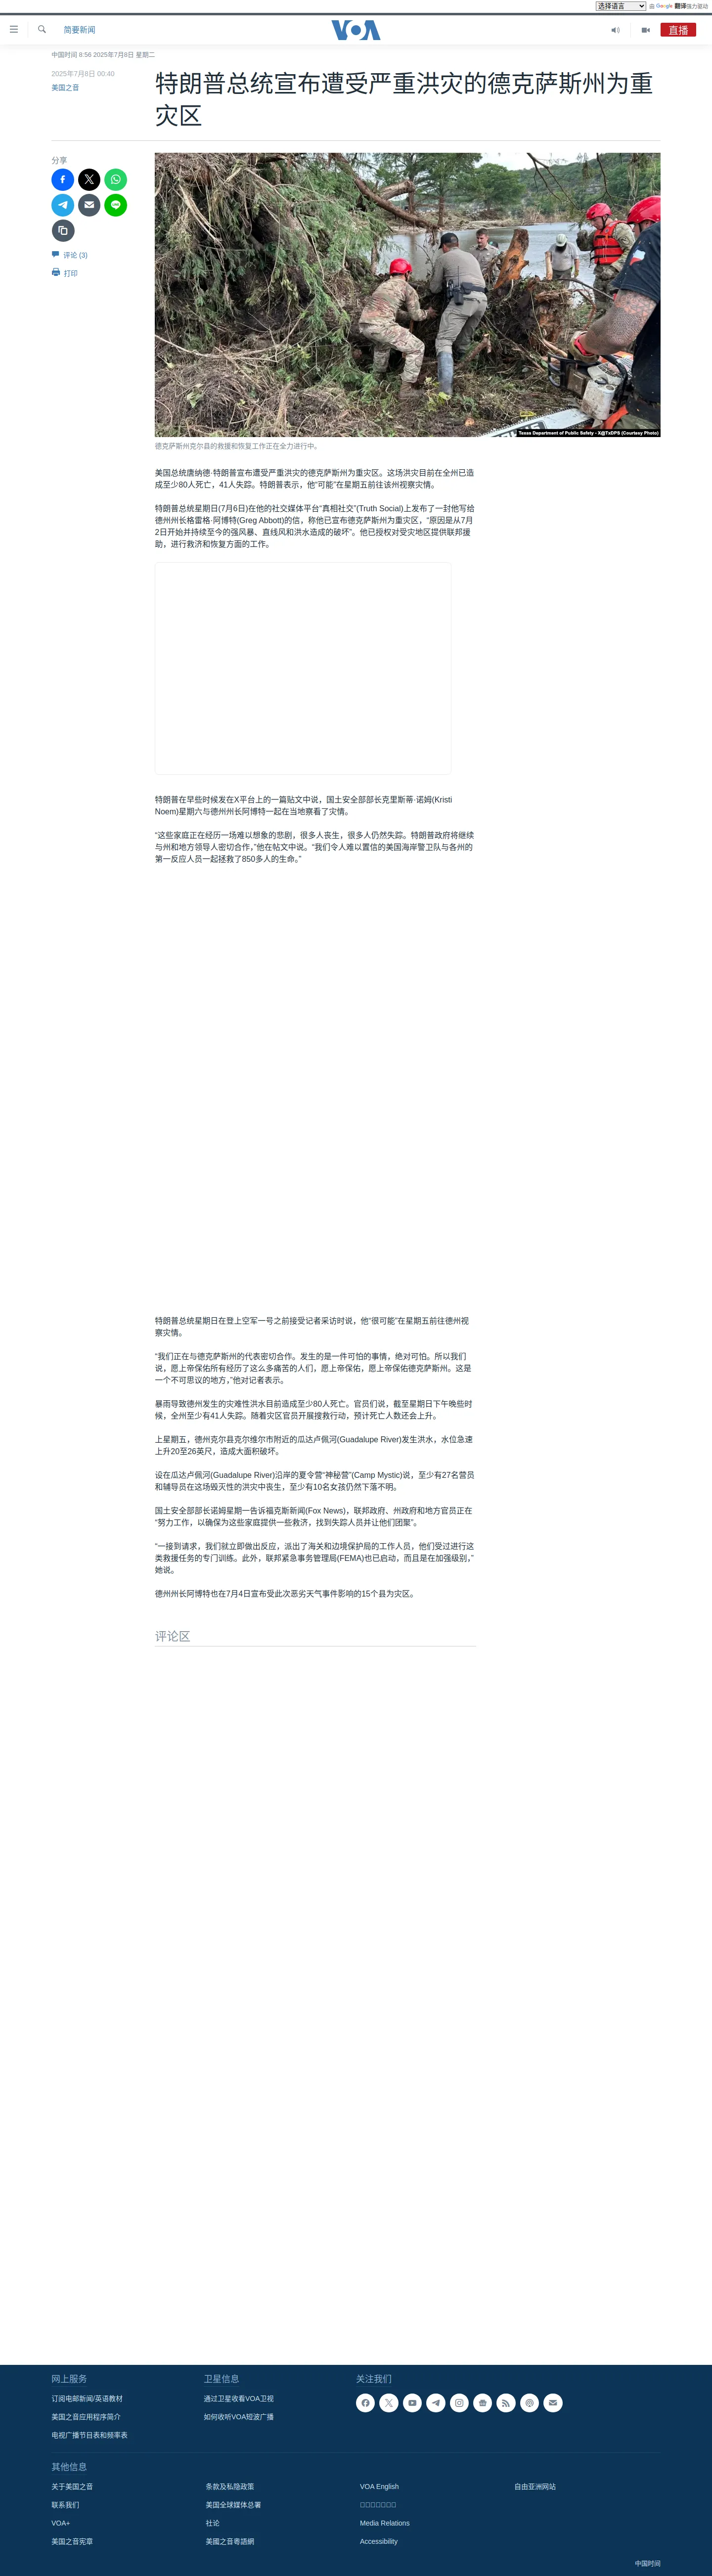 选择语言 由 Google 翻译强力驱动
简要新闻
VOA
直播
中国时间 8:56 2025年7月8日 星期二
2025年7月8日 00:40
美国之音
特朗普总统宣布遭受严重洪灾的德克萨斯州为重
灾区
分享
评论 (3)
打印
Texas Department of Public Safety - X@TxDPS (Courtesy Photo)
德克萨斯州克尔县的救援和恢复工作正在全力进行中。
美国总统唐纳德·特朗普宣布遭受严重洪灾的德克萨斯州为重灾区。这场洪灾目前在全州已造
成至少80人死亡，41人失踪。特朗普表示，他“可能”在星期五前往该州视察灾情。
特朗普总统星期日(7月6日)在他的社交媒体平台“真相社交”(Truth Social)上发布了一封他写给
德州州长格雷格·阿博特(Greg Abbott)的信，称他已宣布德克萨斯州为重灾区，“原因是从7月
2日开始并持续至今的强风暴、直线风和洪水造成的破坏”。他已授权对受灾地区提供联邦援
助，进行救济和恢复方面的工作。
特朗普在早些时候发在X平台上的一篇贴文中说，国土安全部部长克里斯蒂·诺姆(Kristi
Noem)星期六与德州州长阿博特一起在当地察看了灾情。
“这些家庭正在经历一场难以想象的悲剧，很多人丧生，很多人仍然失踪。特朗普政府将继续
与州和地方领导人密切合作，”他在帖文中说。“我们令人难以置信的美国海岸警卫队与各州的
第一反应人员一起拯救了850多人的生命。”
特朗普总统星期日在登上空军一号之前接受记者采访时说，他“很可能”在星期五前往德州视
察灾情。
“我们正在与德克萨斯州的代表密切合作。发生的是一件可怕的事情，绝对可怕。所以我们
说，愿上帝保佑所有经历了这么多痛苦的人们，愿上帝保佑，愿上帝保佑德克萨斯州。这是
一个不可思议的地方，”他对记者表示。
暴雨导致德州发生的灾难性洪水目前造成至少80人死亡。官员们说，截至星期日下午晚些时
候，全州至少有41人失踪。随着灾区官员开展搜救行动，预计死亡人数还会上升。
上星期五，德州克尔县克尔维尔市附近的瓜达卢佩河(Guadalupe River)发生洪水，水位急速
上升20至26英尺，造成大面积破坏。
设在瓜达卢佩河(Guadalupe River)沿岸的夏令营“神秘营”(Camp Mystic)说，至少有27名营员
和辅导员在这场毁灭性的洪灾中丧生，至少有10名女孩仍然下落不明。
国土安全部部长诺姆星期一告诉福克斯新闻(Fox News)，联邦政府、州政府和地方官员正在
“努力工作，以确保为这些家庭提供一些救济，找到失踪人员并让他们团聚”。
“一接到请求，我们就立即做出反应，派出了海关和边境保护局的工作人员，他们受过进行这
类救援任务的专门训练。此外，联邦紧急事务管理局(FEMA)也已启动，而且是在加强级别，”
她说。
德州州长阿博特也在7月4日宣布受此次恶劣天气事件影响的15个县为灾区。
评论区
网上服务 卫星信息 关注我们
订阅电邮新闻/英语教材 通过卫星收看VOA卫视
美国之音应用程序简介 如何收听VOA短波广播
电视广播节目表和频率表
其他信息
关于美国之音 条款及私隐政策 VOA English 自由亚洲网站
联系我们 美国全球媒体总署
VOA+ 社论 Media Relations
美国之音宪章 美國之音粵語網 Accessibility
中国时间